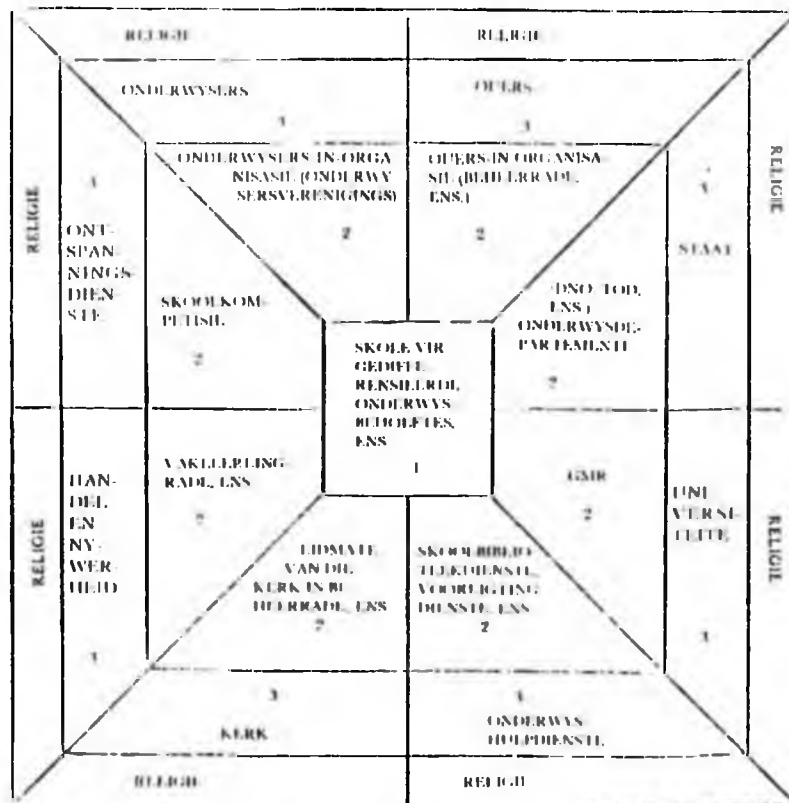 RELIGIE
RELIGIE
ONDERWYSERS
3
OUERS
3
ONDERWYSERS-IN-ORGA
NISASIE (ONDERWY
SERSVERENIGINGS)
2
OUERS-IN ORGANISA-
SIE (BEHEERRADE,
ENS.)
2
RELIGIE
3
ONT-
SPAN-
NINGS-
DIEN-
STE
SKOOLKOM-
PETISIE
2
SKOLE VIR
GEDIFFE
RENSIEERDE
ONDERWYS
BEHOEFTES,
ENS
1
(DNO, TOD,
ENS.)
ONDERWYSDE-
PARTEMENTE
2
3
STAAT
RELIGIE
RELIGIE
HAN-
DEL
EN
NY-
WER-
HEID
3
VAKLEERLING-
RADE, ENS
2
LIDMATE
VAN DIE
KERK IN BE
HEERRADE, ENS
2
SKOOLBIBLIO-
TEEKDIENSTE,
VOORLIGTING
DIENSTE, ENS
2
GMR
2
UNI
VERSI-
TEITE
3
RELIGIE
3
KERK
3
ONDERWYS
HULPDIENSTE
RELIGIE
RELIGIE